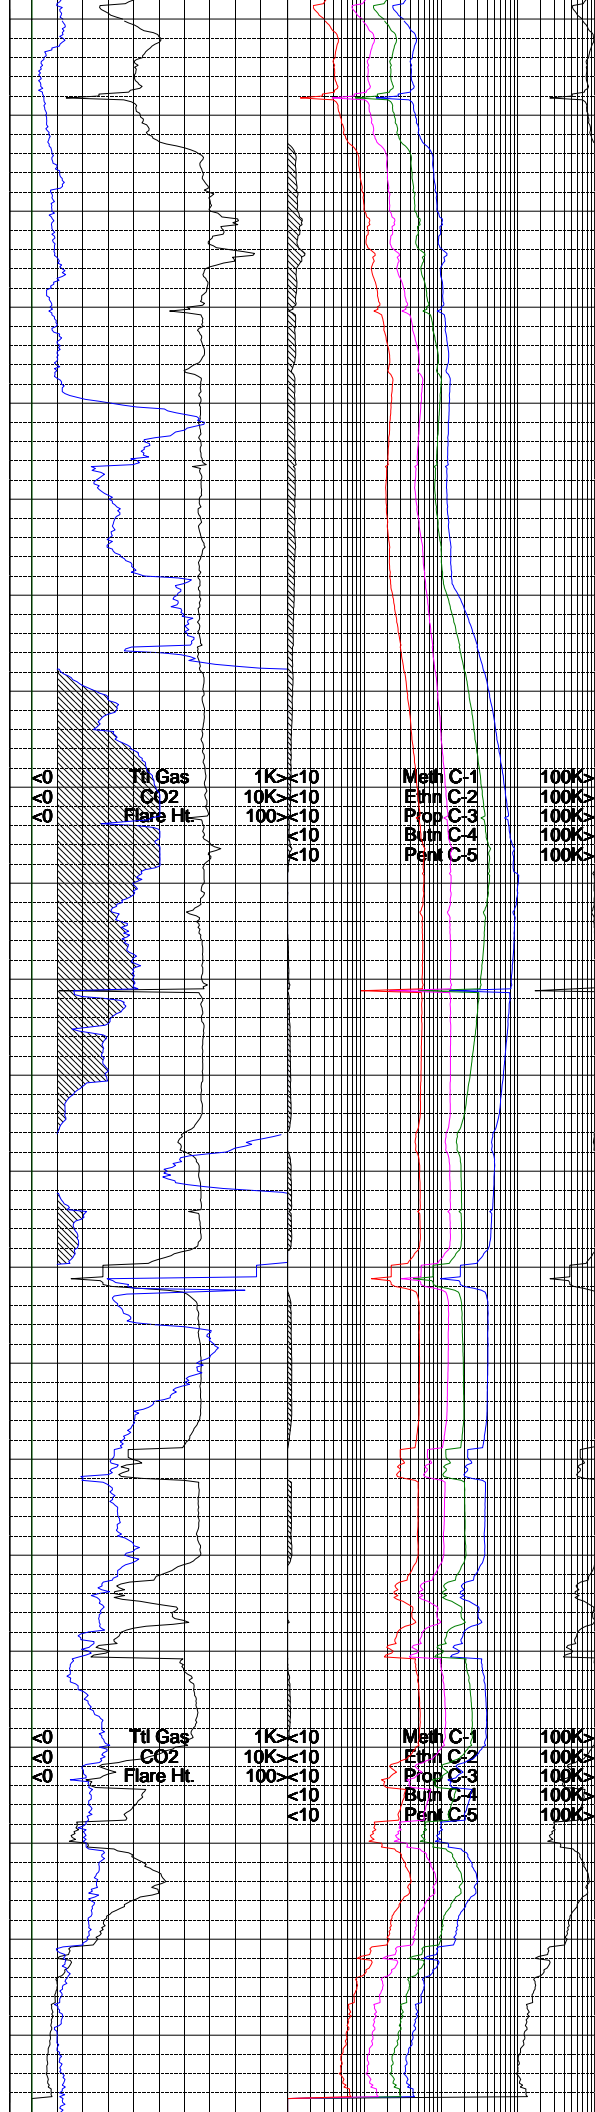 <0 Ttl Gas 1K> <10 Meth C-1 100K>
<0 CO2 10K> <10 Ethn C-2 100K>
<0 Flare Ht. 100> <10 Prop C-3 100K>
<10 Butn C-4 100K>
<10 Pent C-5 100K>
<0 Ttl Gas 1K> <10 Meth C-1 100K>
<0 CO2 10K> <10 Ethn C-2 100K>
<0 Flare Ht. 100> <10 Prop C-3 100K>
<10 Butn C-4 100K>
<10 Pent C-5 100K>